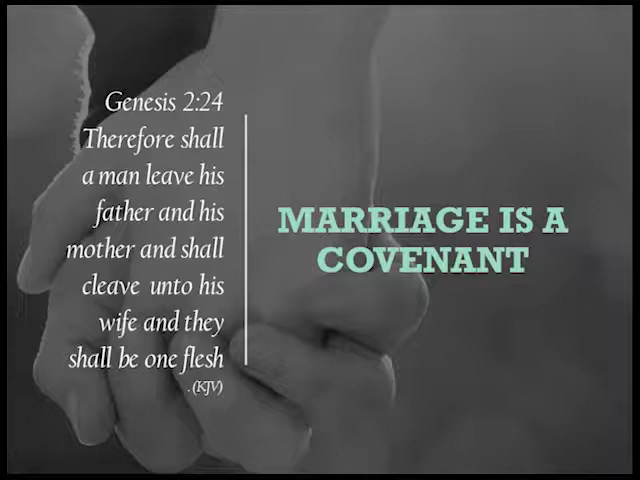 Genesis 2:24
Therefore shall
a man leave his
father and his
mother and shall
cleave unto his
wife and they
shall be one flesh
. (KJV)
MARRIAGE IS A
COVENANT